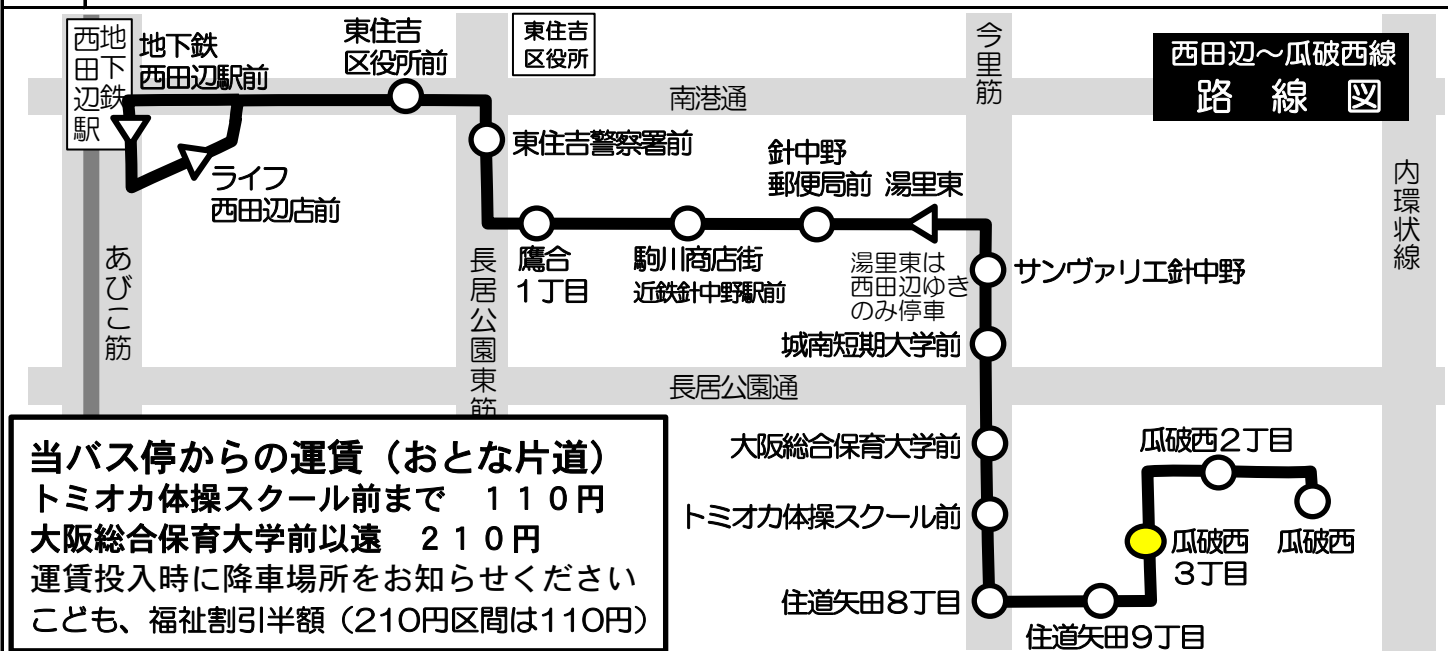 西田辺～瓜破西線
路線図
地下鉄
西田辺駅
地下鉄
西田辺駅前
東住吉
区役所前
東住吉
区役所
今里筋
南港通
内環状線
東住吉警察署前
針中野
郵便局前
湯里東
ライフ
西田辺店前
あびこ筋
長居公園東筋
鷹合
1丁目
駒川商店街
近鉄針中野駅前
湯里東は
西田辺ゆき
のみ停車
サンヴァリエ針中野
城南短期大学前
長居公園通
大阪総合保育大学前
トミオカ体操スクール前
住道矢田8丁目
住道矢田9丁目
瓜破西2丁目
瓜破西
3丁目
瓜破西
当バス停からの運賃（おとな片道）
トミオカ体操スクール前まで　１１０円
大阪総合保育大学前以遠　２１０円
運賃投入時に降車場所をお知らせください
こども、福祉割引半額（210円区間は110円）